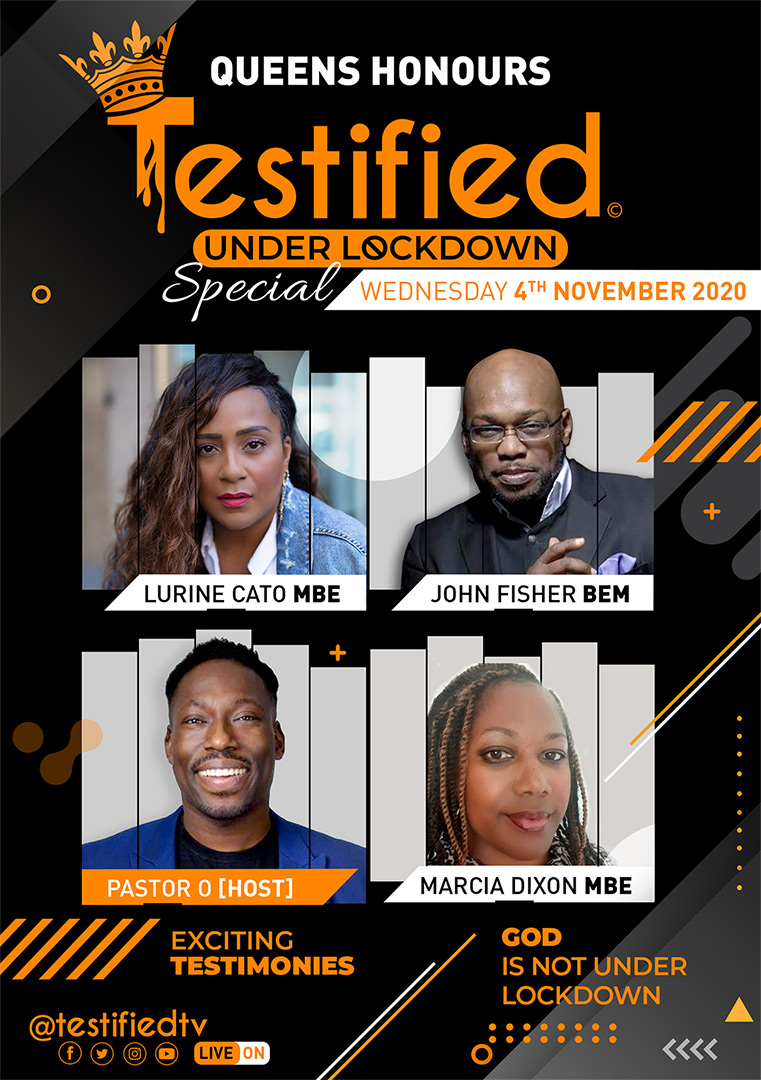 QUEENS HONOURS
Testified©
UNDER LOCKDOWN
Special WEDNESDAY 4TH NOVEMBER 2020
LURINE CATO MBE
JOHN FISHER BEM
PASTOR O [HOST]
MARCIA DIXON MBE
EXCITING
TESTIMONIES
GOD
IS NOT UNDER
LOCKDOWN
@testifiedtv
LIVE ON